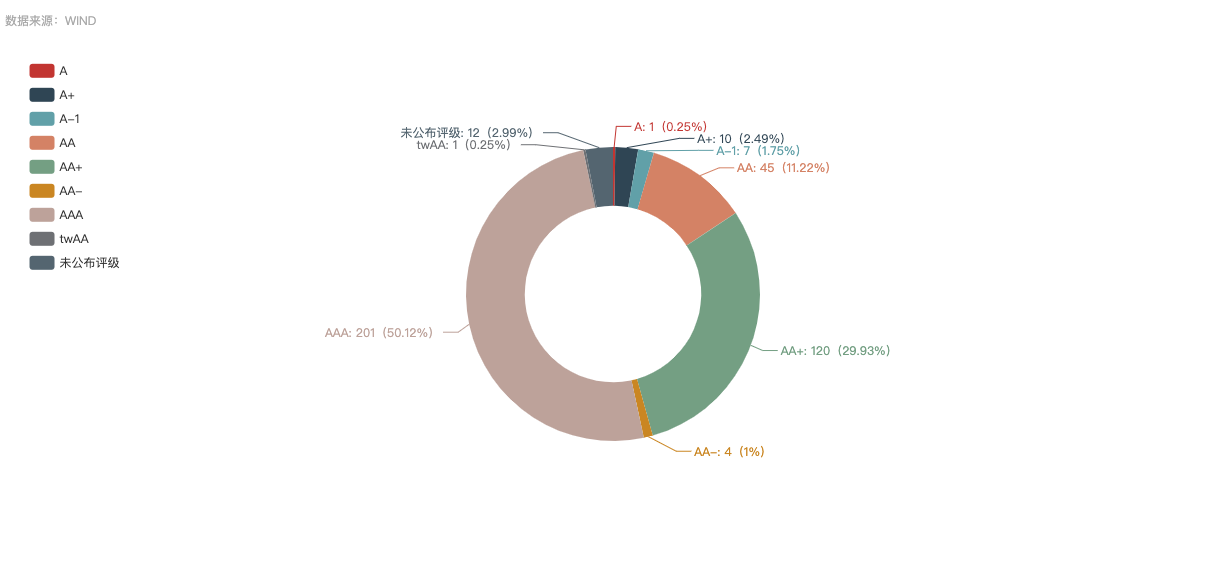 数据来源：WIND
A
A+
A-1
AA
AA+
AA-
AAA
twAA
未公布评级
A: 1  (0.25%)
未公布评级: 12  (2.99%)
A+: 10  (2.49%)
twAA: 1  (0.25%)
A-1: 7  (1.75%)
AA: 45  (11.22%)
AAA: 201  (50.12%)
AA+: 120  (29.93%)
AA-: 4  (1%)